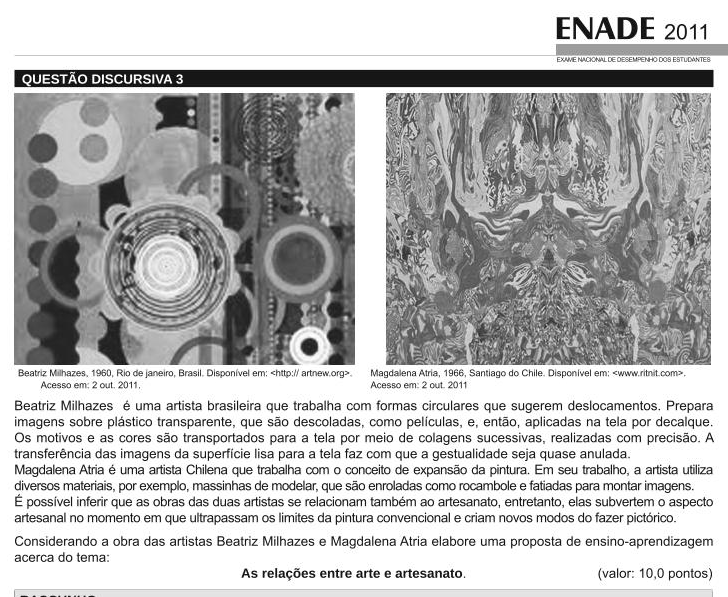 ENADE 2011
EXAME NACIONAL DE DESEMPENHO DOS ESTUDANTES
QUESTÃO DISCURSIVA 3
Beatriz Milhazes, 1960, Rio de janeiro, Brasil. Disponível em: <http:// artnew.org>.
Acesso em: 2 out. 2011.
Magdalena Atria, 1966, Santiago do Chile. Disponível em: <www.ritnit.com>.
Acesso em: 2 out. 2011
Beatriz Milhazes é uma artista brasileira que trabalha com formas circulares que sugerem deslocamentos. Prepara
imagens sobre plástico transparente, que são descoladas, como películas, e, então, aplicadas na tela por decalque.
Os motivos e as cores são transportados para a tela por meio de colagens sucessivas, realizadas com precisão. A
transferência das imagens da superfície lisa para a tela faz com que a gestualidade seja quase anulada.
Magdalena Atria é uma artista Chilena que trabalha com o conceito de expansão da pintura. Em seu trabalho, a artista utiliza
diversos materiais, por exemplo, massinhas de modelar, que são enroladas como rocambole e fatiadas para montar imagens.
É possível inferir que as obras das duas artistas se relacionam também ao artesanato, entretanto, elas subvertem o aspecto
artesanal no momento em que ultrapassam os limites da pintura convencional e criam novos modos do fazer pictórico.
Considerando a obra das artistas Beatriz Milhazes e Magdalena Atria elabore uma proposta de ensino-aprendizagem
acerca do tema:
As relações entre arte e artesanato. (valor: 10,0 pontos)